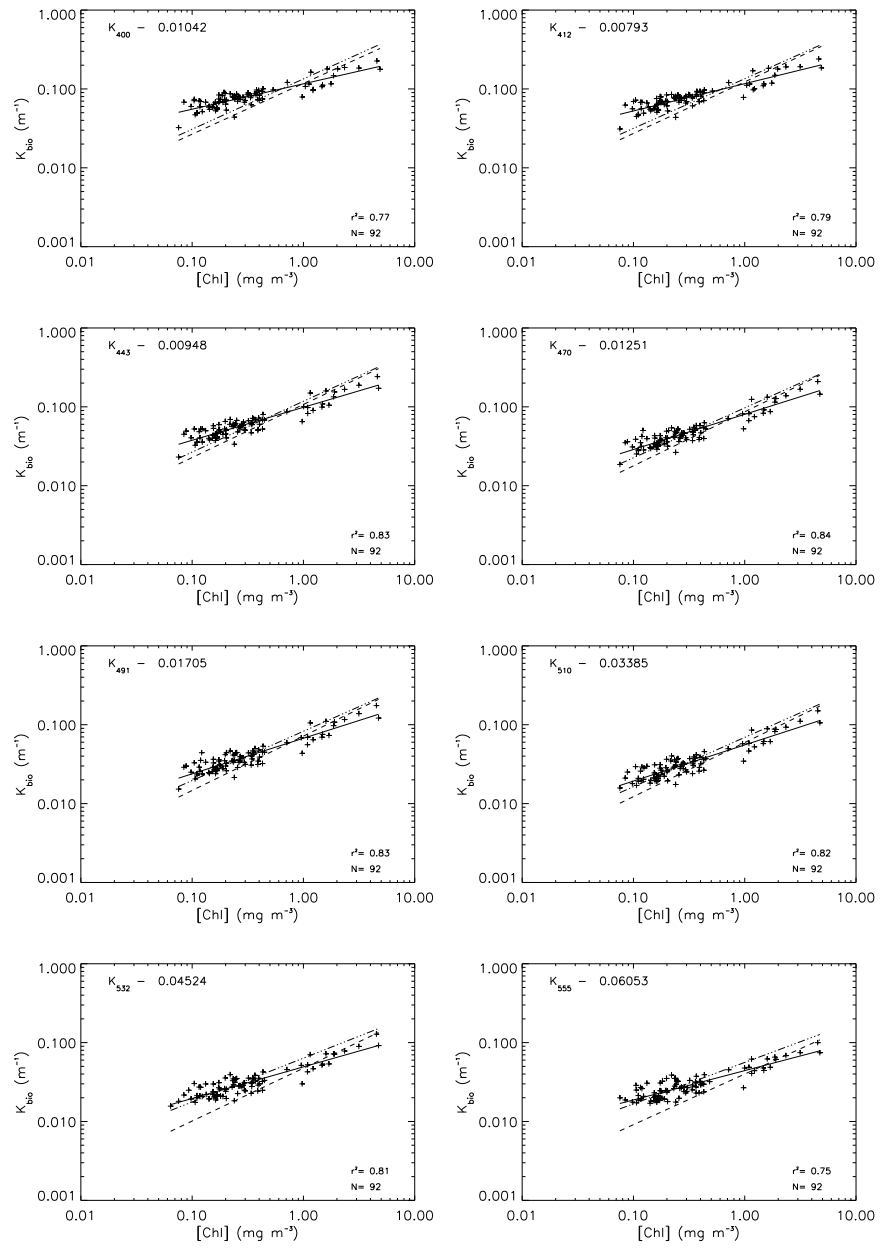 K₄₀₀ − 0.01042
1.000
0.100
0.010
0.001
K_bio (m⁻¹)
r²= 0.77
N= 92
0.01 0.10 1.00 10.00
[Chl] (mg m⁻³)
K₄₁₂ − 0.00793
1.000
0.100
0.010
0.001
K_bio (m⁻¹)
r²= 0.79
N= 92
0.01 0.10 1.00 10.00
[Chl] (mg m⁻³)
K₄₄₃ − 0.00948
1.000
0.100
0.010
0.001
K_bio (m⁻¹)
r²= 0.83
N= 92
0.01 0.10 1.00 10.00
[Chl] (mg m⁻³)
K₄₇₀ − 0.01251
1.000
0.100
0.010
0.001
K_bio (m⁻¹)
r²= 0.84
N= 92
0.01 0.10 1.00 10.00
[Chl] (mg m⁻³)
K₄₉₁ − 0.01705
1.000
0.100
0.010
0.001
K_bio (m⁻¹)
r²= 0.83
N= 92
0.01 0.10 1.00 10.00
[Chl] (mg m⁻³)
K₅₁₀ − 0.03385
1.000
0.100
0.010
0.001
K_bio (m⁻¹)
r²= 0.82
N= 92
0.01 0.10 1.00 10.00
[Chl] (mg m⁻³)
K₅₃₂ − 0.04524
1.000
0.100
0.010
0.001
K_bio (m⁻¹)
r²= 0.81
N= 92
0.01 0.10 1.00 10.00
[Chl] (mg m⁻³)
K₅₅₅ − 0.06053
1.000
0.100
0.010
0.001
K_bio (m⁻¹)
r²= 0.75
N= 92
0.01 0.10 1.00 10.00
[Chl] (mg m⁻³)